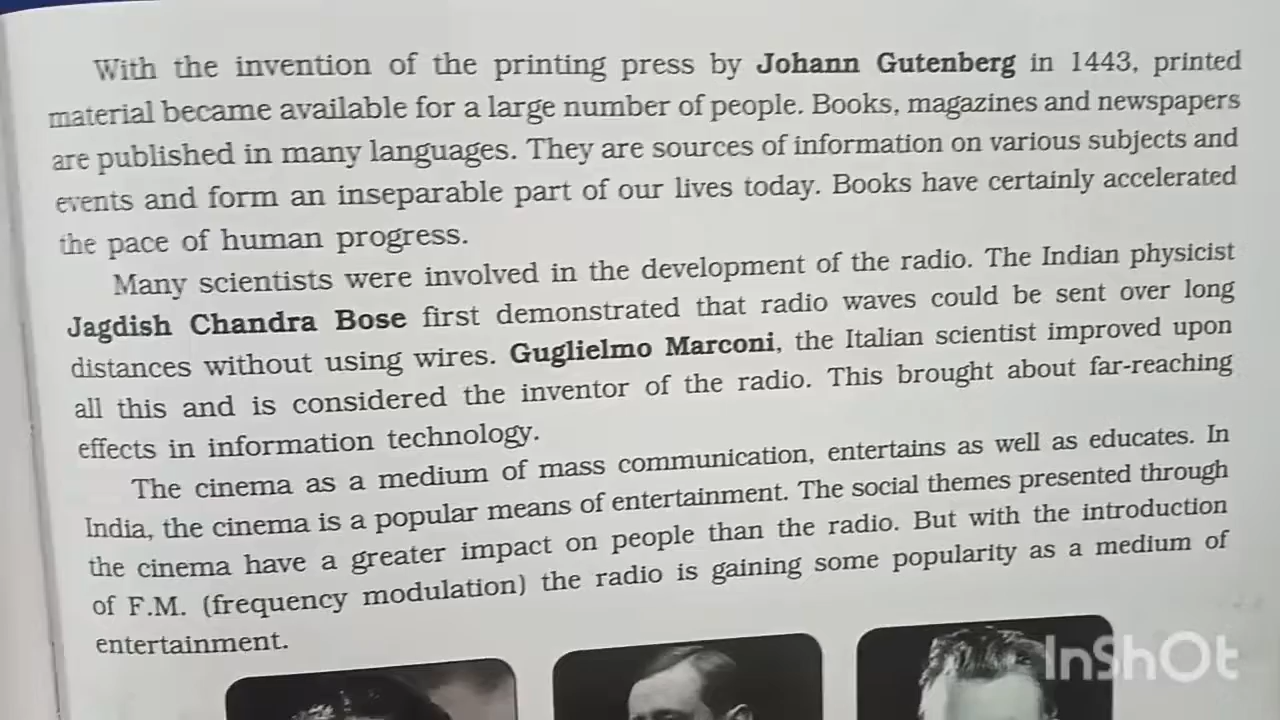 With the invention of the printing press by Johann Gutenberg in 1443, printed
material became available for a large number of people. Books, magazines and newspapers
are published in many languages. They are sources of information on various subjects and
events and form an inseparable part of our lives today. Books have certainly accelerated
the pace of human progress.
Many scientists were involved in the development of the radio. The Indian physicist
Jagdish Chandra Bose first demonstrated that radio waves could be sent over long
distances without using wires. Guglielmo Marconi, the Italian scientist improved upon
all this and is considered the inventor of the radio. This brought about far-reaching
effects in information technology.
The cinema as a medium of mass communication, entertains as well as educates. In
India, the cinema is a popular means of entertainment. The social themes presented through
the cinema have a greater impact on people than the radio. But with the introduction
of F.M. (frequency modulation) the radio is gaining some popularity as a medium of
entertainment.
InShOt